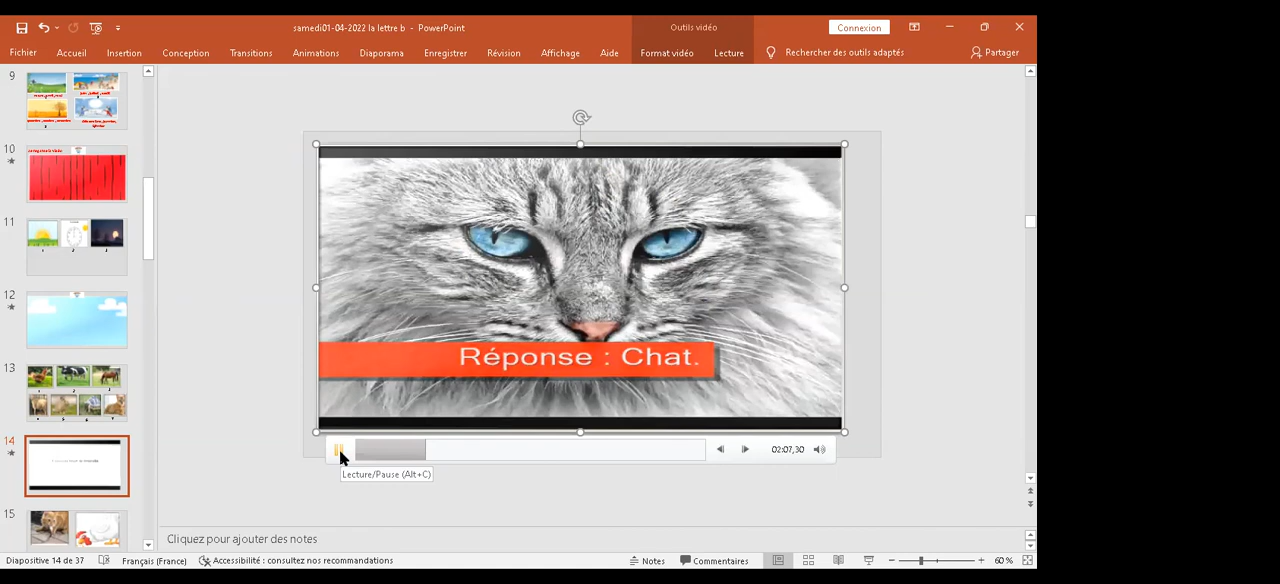 samedi01-04-2022 la lettre b - PowerPoint
Outils vidéo
Connexion
Fichier Accueil Insertion Conception Transitions Animations Diaporama Enregistrer Révision Affichage Aide Format vidéo Lecture Rechercher des outils adaptés Partager
9
10
11
12
13
14
15
Réponse : Chat.
02:07,30
Lecture/Pause (Alt+C)
Cliquez pour ajouter des notes
Diapositive 14 de 37 Français (France) Accessibilité : consultez nos recommandations Notes Commentaires 60 %